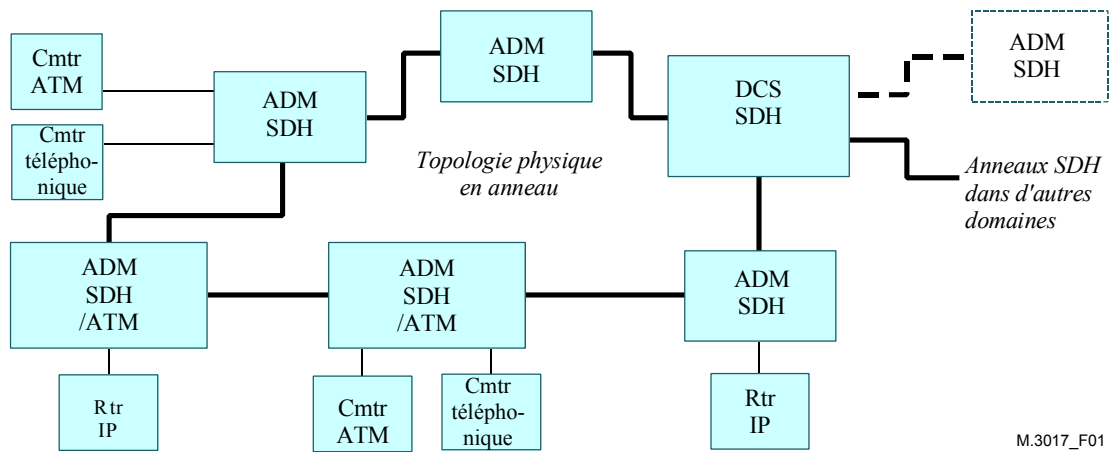 Cmtr
ATM
Cmtr
télépho-
nique
ADM
SDH
ADM
SDH
DCS
SDH
ADM
SDH
Topologie physique
en anneau
Anneaux SDH
dans d'autres
domaines
ADM
SDH
/ATM
ADM
SDH
/ATM
ADM
SDH
Rtr
IP
Cmtr
ATM
Cmtr
télépho-
nique
Rtr
IP
M.3017_F01